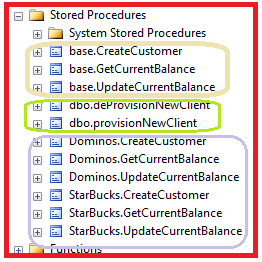 Stored Procedures
System Stored Procedures
base.CreateCustomer
base.GetCurrentBalance
base.UpdateCurrentBalance
dbo.deProvisionNewClient
dbo.provisionNewClient
Dominos.CreateCustomer
Dominos.GetCurrentBalance
Dominos.UpdateCurrentBalance
StarBucks.CreateCustomer
StarBucks.GetCurrentBalance
StarBucks.UpdateCurrentBalance
Functions